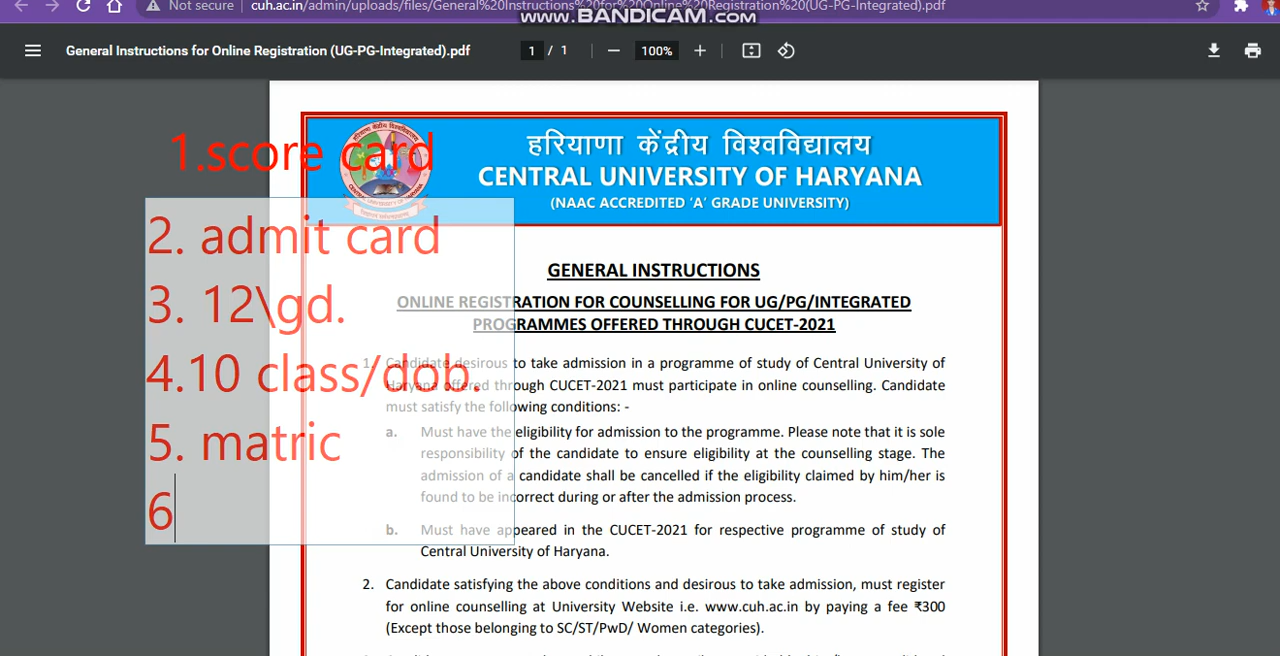 Not secure | cuh.ac.in/admin/uploads/files/General%20Instructions%20for%20Online%20Registration%20(UG-PG-Integrated).pdf
www.BANDICAM.com
General Instructions for Online Registration (UG-PG-Integrated).pdf
1 / 1
100%
हरियाणा केंद्रीय विश्वविद्यालय
CENTRAL UNIVERSITY OF HARYANA
(NAAC ACCREDITED 'A' GRADE UNIVERSITY)
1.score card
2. admit card
3. 12\gd.
4.10 class/dob.
5. matric
6
GENERAL INSTRUCTIONS
ONLINE REGISTRATION FOR COUNSELLING FOR UG/PG/INTEGRATED
PROGRAMMES OFFERED THROUGH CUCET-2021
1. Candidate desirous to take admission in a programme of study of Central University of
Haryana offered through CUCET-2021 must participate in online counselling. Candidate
must satisfy the following conditions: -
a. Must have the eligibility for admission to the programme. Please note that it is sole
responsibility of the candidate to ensure eligibility at the counselling stage. The
admission of a candidate shall be cancelled if the eligibility claimed by him/her is
found to be incorrect during or after the admission process.
b. Must have appeared in the CUCET-2021 for respective programme of study of
Central University of Haryana.
2. Candidate satisfying the above conditions and desirous to take admission, must register
for online counselling at University Website i.e. www.cuh.ac.in by paying a fee ₹300
(Except those belonging to SC/ST/PwD/ Women categories).